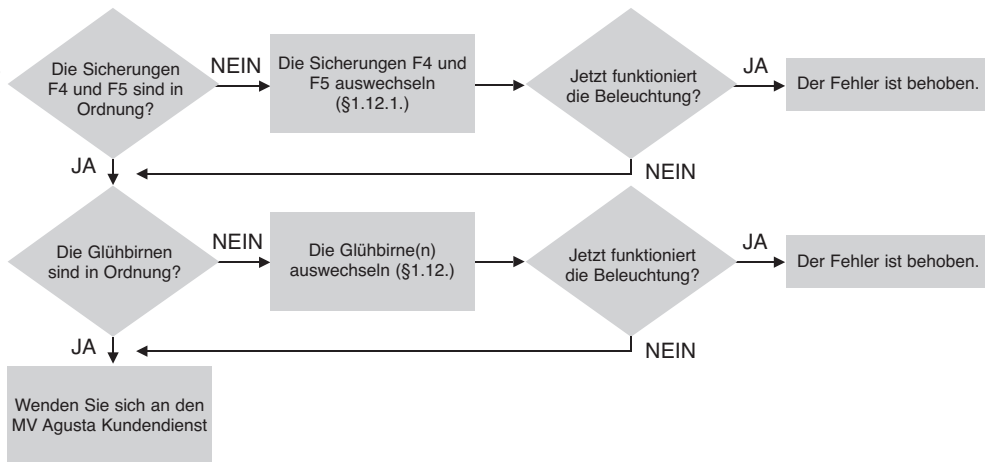 Die Sicherungen
F4 und F5 sind in
Ordnung?
NEIN
Die Sicherungen F4 und
F5 auswechseln
(§1.12.1.)
Jetzt funktioniert
die Beleuchtung?
JA
Der Fehler ist behoben.
JA
NEIN
Die Glühbirnen
sind in Ordnung?
NEIN
Die Glühbirne(n)
auswechseln (§1.12.)
Jetzt funktioniert
die Beleuchtung?
JA
Der Fehler ist behoben.
JA
NEIN
Wenden Sie sich an den
MV Agusta Kundendienst